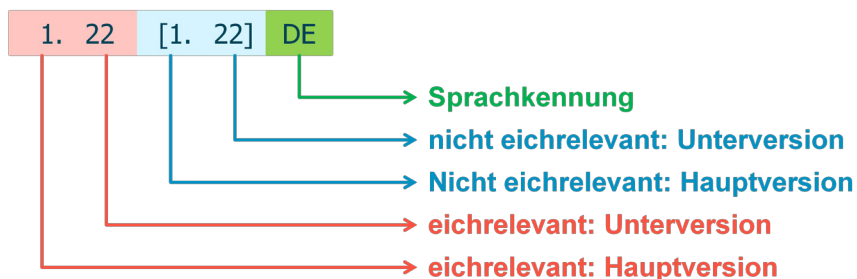 1. 22 [1. 22] DE
Sprachkennung
nicht eichrelevant: Unterversion
Nicht eichrelevant: Hauptversion
eichrelevant: Unterversion
eichrelevant: Hauptversion